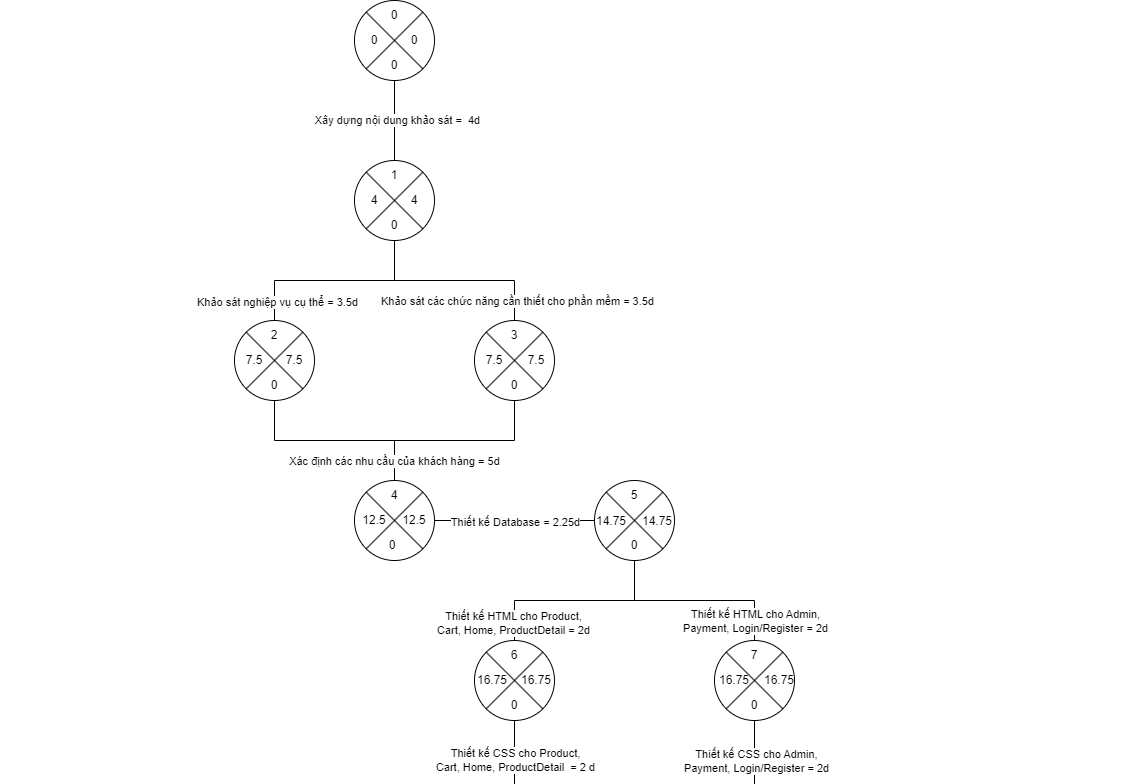 0
0 0
0
Xây dựng nội dung khảo sát = 4d
1
4 4
0
Khảo sát nghiệp vụ cụ thể = 3.5d
Khảo sát các chức năng cần thiết cho phần mềm = 3.5d
2
7.5 7.5
0
3
7.5 7.5
0
Xác định các nhu cầu của khách hàng = 5d
4
12.5 12.5
0
Thiết kế Database = 2.25d
5
14.75 14.75
0
Thiết kế HTML cho Product,
Cart, Home, ProductDetail = 2d
Thiết kế HTML cho Admin,
Payment, Login/Register = 2d
6
16.75 16.75
0
7
16.75 16.75
0
Thiết kế CSS cho Product,
Cart, Home, ProductDetail = 2 d
Thiết kế CSS cho Admin,
Payment, Login/Register = 2d